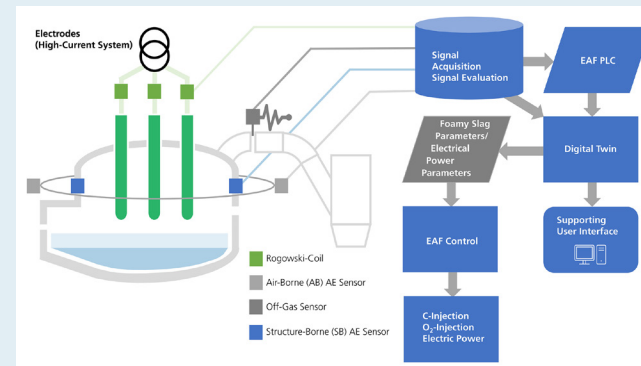 Electrodes
(High-Current System)
Signal
Acquisition
Signal Evaluation
EAF PLC
Foamy Slag
Parameters/
Electrical
Power
Parameters
Digital Twin
EAF Control
Supporting
User Interface
Rogowski-Coil
Air-Borne (AB) AE Sensor
Off-Gas Sensor
Structure-Borne (SB) AE Sensor
C-Injection
O₂-Injection
Electric Power